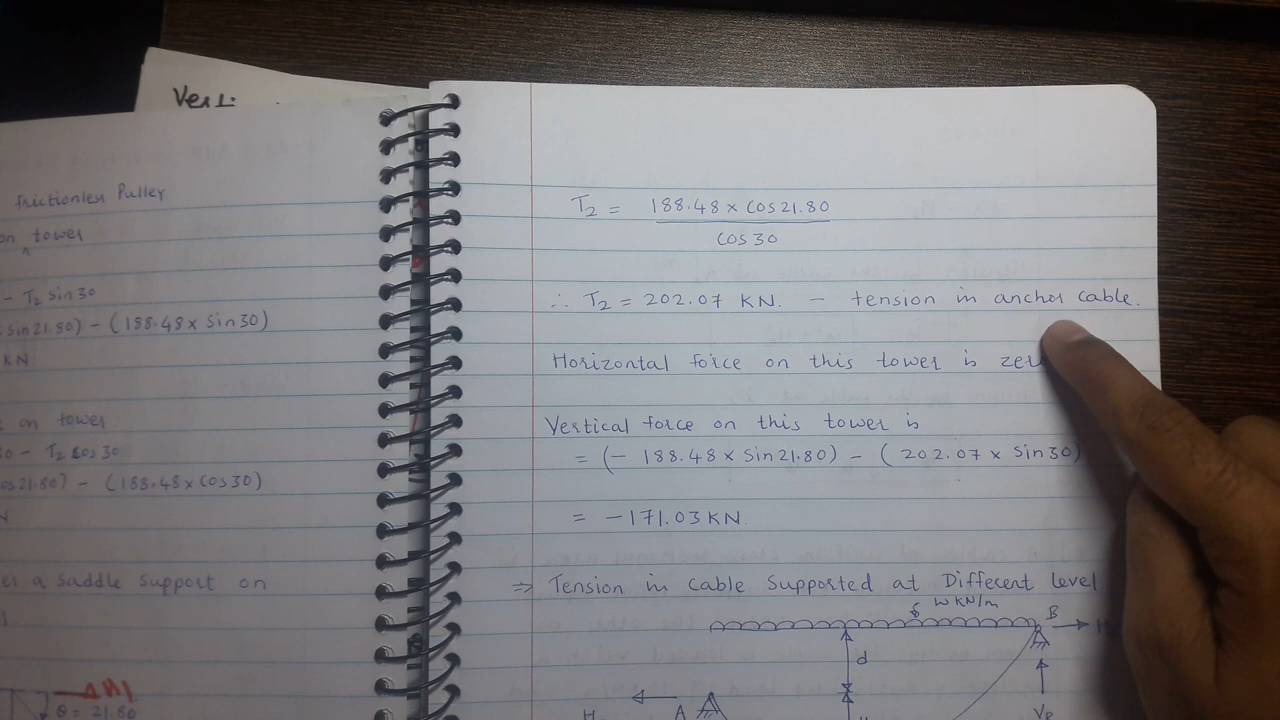 Verti
frictionless Pulley
on tower
^
- T2 sin 30
sin 21.80) - (188.48 x Sin 30)
KN.
on tower.
- T2 cos 30
os 21.80) - (188.48 x Cos 30)
N
er a Saddle Support on
θ = 21.80
T2 = 188.48 x Cos 21.80
Cos 30
∴ T2 = 202.07 KN. - tension in anchor cable.
Horizontal force on this tower is zer
Vertical force on this tower is
= (- 188.48 x Sin 21.80) - ( 202.07 x Sin 30)
= -171.03 KN.
⇒ Tension in Cable Supported at Different level
w KN/m
B
d
A
H